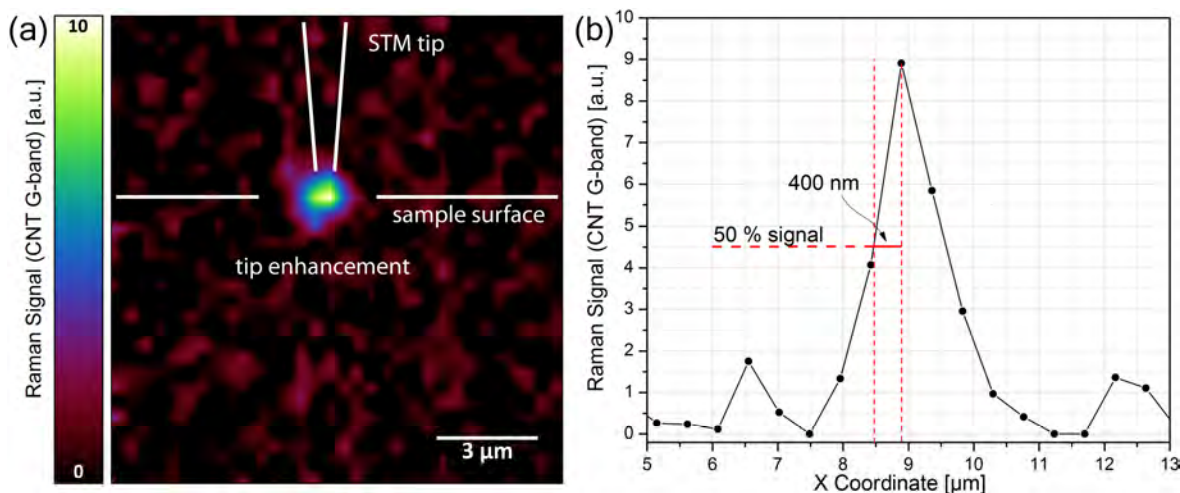 (a)
10
0
Raman Signal (CNT G-band) [a.u.]
STM tip
sample surface
tip enhancement
3 µm
(b)
10
9
8
7
6
5
4
3
2
1
0
Raman Signal (CNT G-band) [a.u.]
400 nm
50 % signal
5 6 7 8 9 10 11 12 13
X Coordinate [µm]